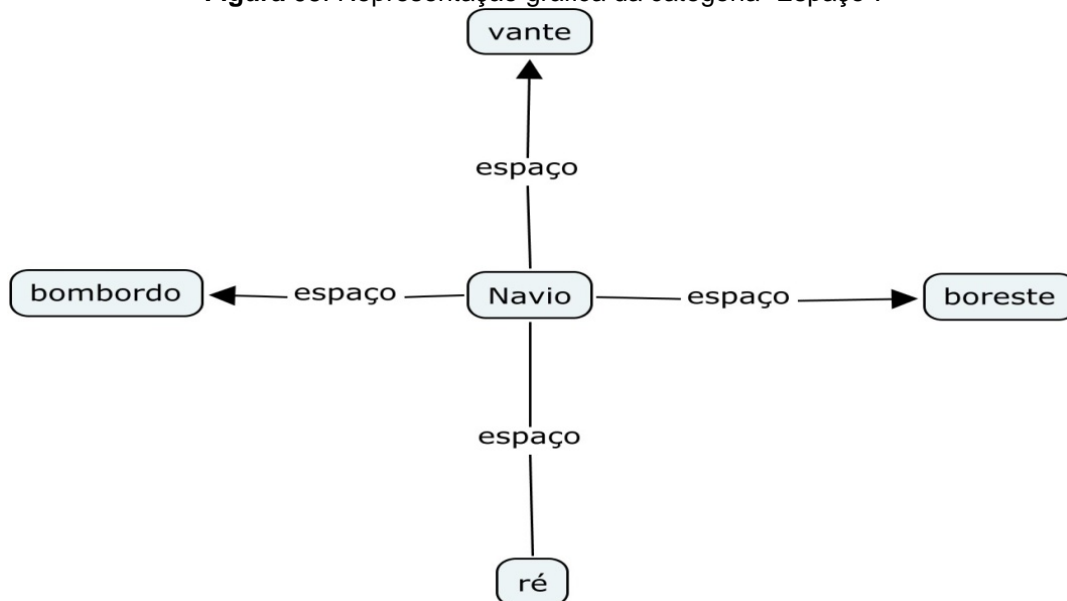 Representação gráfica da categoria "Espaço".
vante
espaço
bombordo espaço Navio espaço boreste
espaço
ré